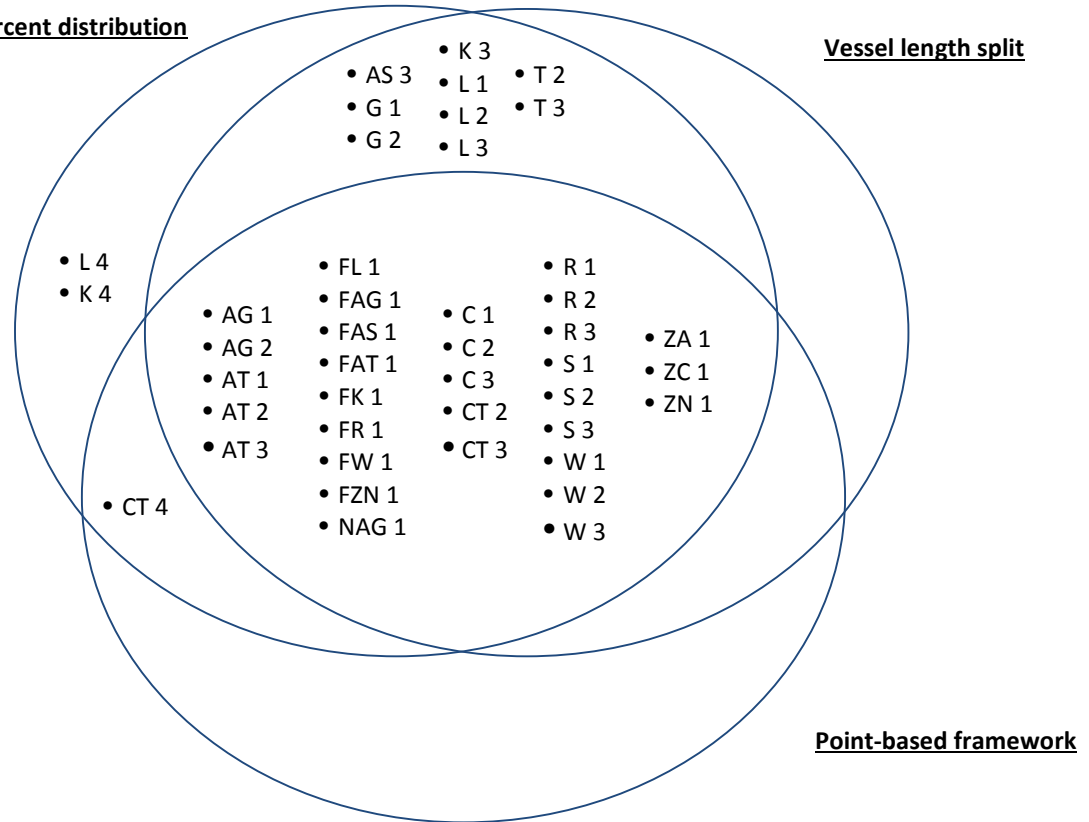 rcent distribution
Vessel length split
• AS 3
• G 1
• G 2
• K 3
• L 1
• L 2
• L 3
• T 2
• T 3
• L 4
• K 4
• AG 1
• AG 2
• AT 1
• AT 2
• AT 3
• FL 1
• FAG 1
• FAS 1
• FAT 1
• FK 1
• FR 1
• FW 1
• FZN 1
• NAG 1
• C 1
• C 2
• C 3
• CT 2
• CT 3
• R 1
• R 2
• R 3
• S 1
• S 2
• S 3
• W 1
• W 2
• W 3
• ZA 1
• ZC 1
• ZN 1
• CT 4
Point-based framework